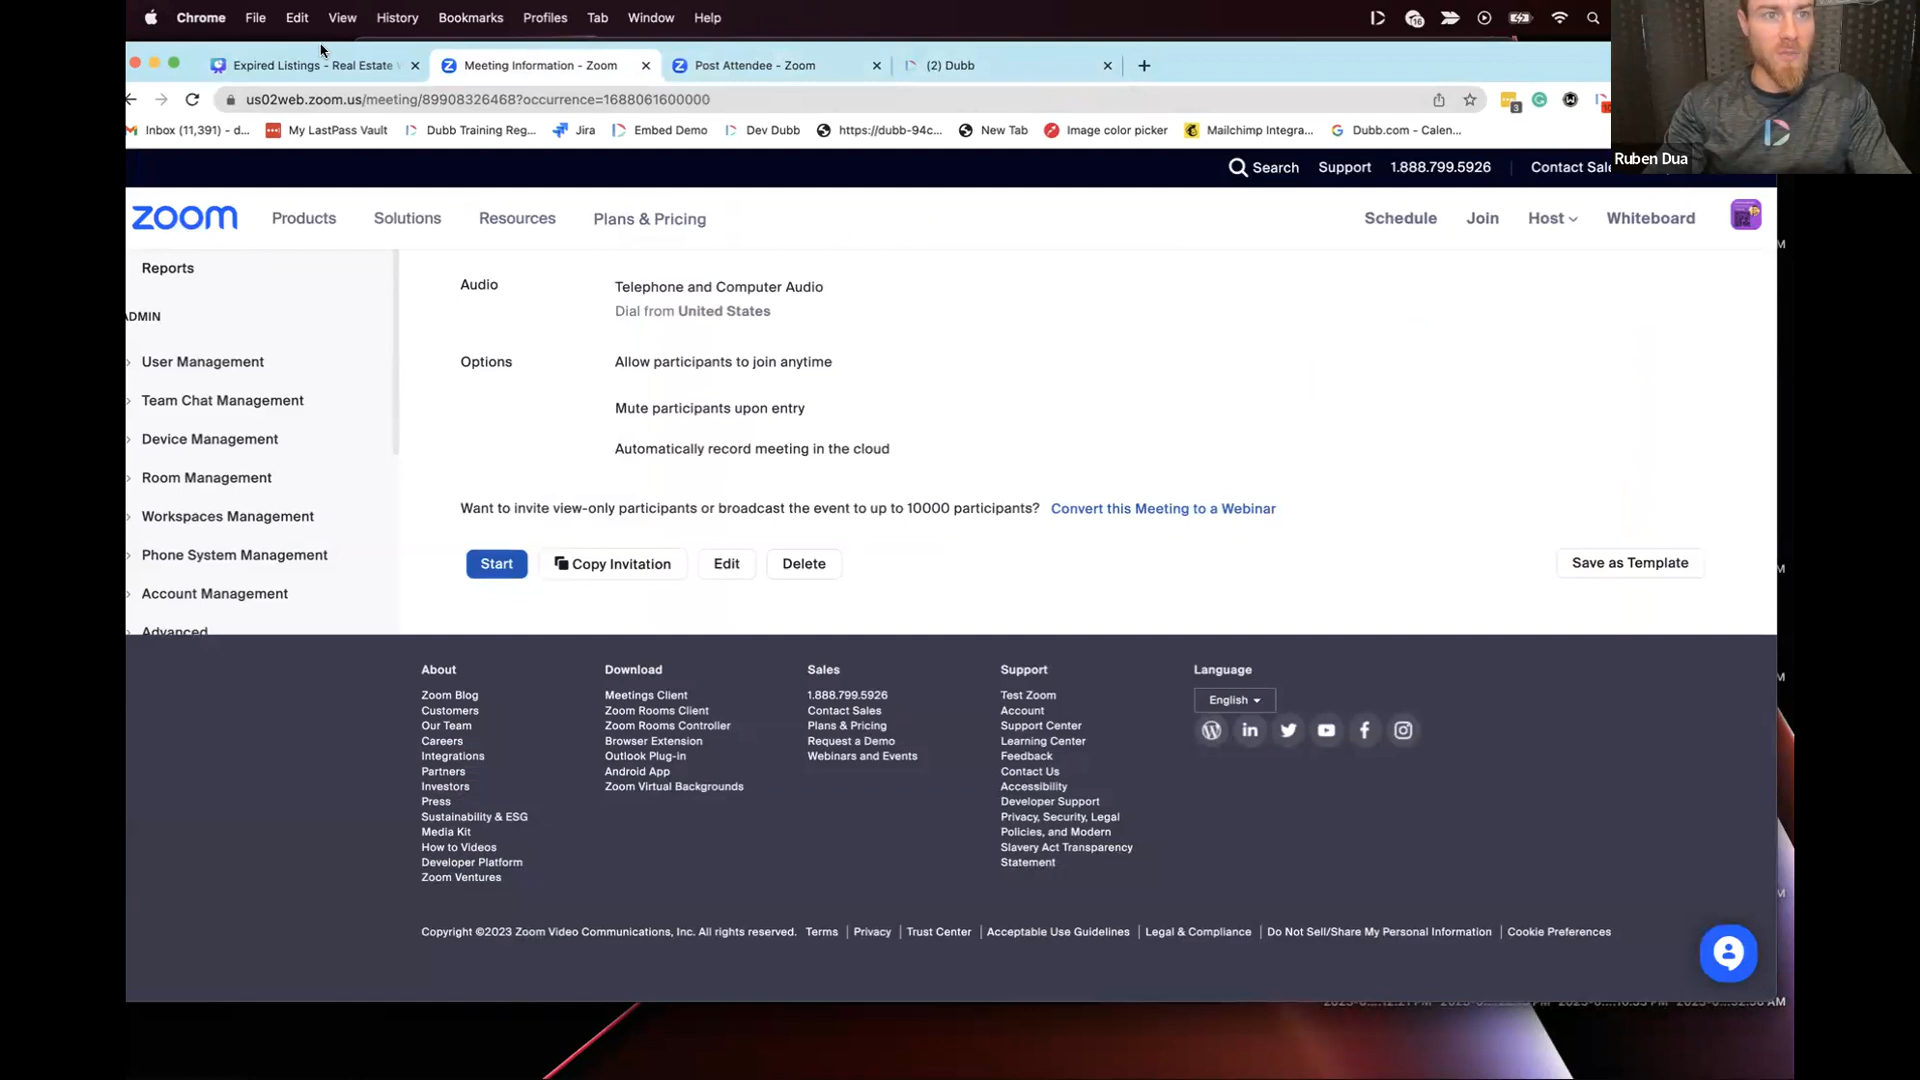 Chrome File Edit View History Bookmarks Profiles Tab Window Help
16
Expired Listings - Real Estate
Meeting Information - Zoom
Post Attendee - Zoom
(2) Dubb
us02web.zoom.us/meeting/89908326468?occurrence=1688061600000
3
Inbox (11,391) - d...
My LastPass Vault
Dubb Training Reg...
Jira
Embed Demo
Dev Dubb
https://dubb-94c...
New Tab
Image color picker
Mailchimp Integra...
Dubb.com - Calen...
Ruben Dua
Search Support 1.888.799.5926 Contact Sale
zoom Products Solutions Resources Plans & Pricing
Schedule Join Host Whiteboard
Reports
DMIN
User Management
Team Chat Management
Device Management
Room Management
Workspaces Management
Phone System Management
Account Management
Advanced
Audio
Telephone and Computer Audio
Dial from United States
Options
Allow participants to join anytime
Mute participants upon entry
Automatically record meeting in the cloud
Want to invite view-only participants or broadcast the event to up to 10000 participants? Convert this Meeting to a Webinar
Start Copy Invitation Edit Delete Save as Template
About
Zoom Blog
Customers
Our Team
Careers
Integrations
Partners
Investors
Press
Sustainability & ESG
Media Kit
How to Videos
Developer Platform
Zoom Ventures
Download
Meetings Client
Zoom Rooms Client
Zoom Rooms Controller
Browser Extension
Outlook Plug-in
Android App
Zoom Virtual Backgrounds
Sales
1.888.799.5926
Contact Sales
Plans & Pricing
Request a Demo
Webinars and Events
Support
Test Zoom
Account
Support Center
Learning Center
Feedback
Contact Us
Accessibility
Developer Support
Privacy, Security, Legal
Policies, and Modern
Slavery Act Transparency
Statement
Language
English
Copyright ©2023 Zoom Video Communications, Inc. All rights reserved. Terms | Privacy | Trust Center | Acceptable Use Guidelines | Legal & Compliance | Do Not Sell/Share My Personal Information | Cookie Preferences